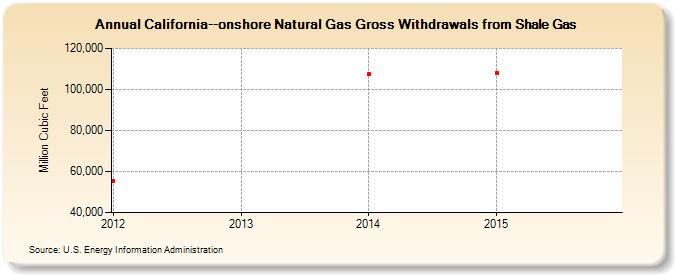 Annual California--onshore Natural Gas Gross Withdrawals from Shale Gas
Million Cubic Feet
120,000
100,000
80,000
60,000
40,000
2012 2013 2014 2015
Source: U.S. Energy Information Administration